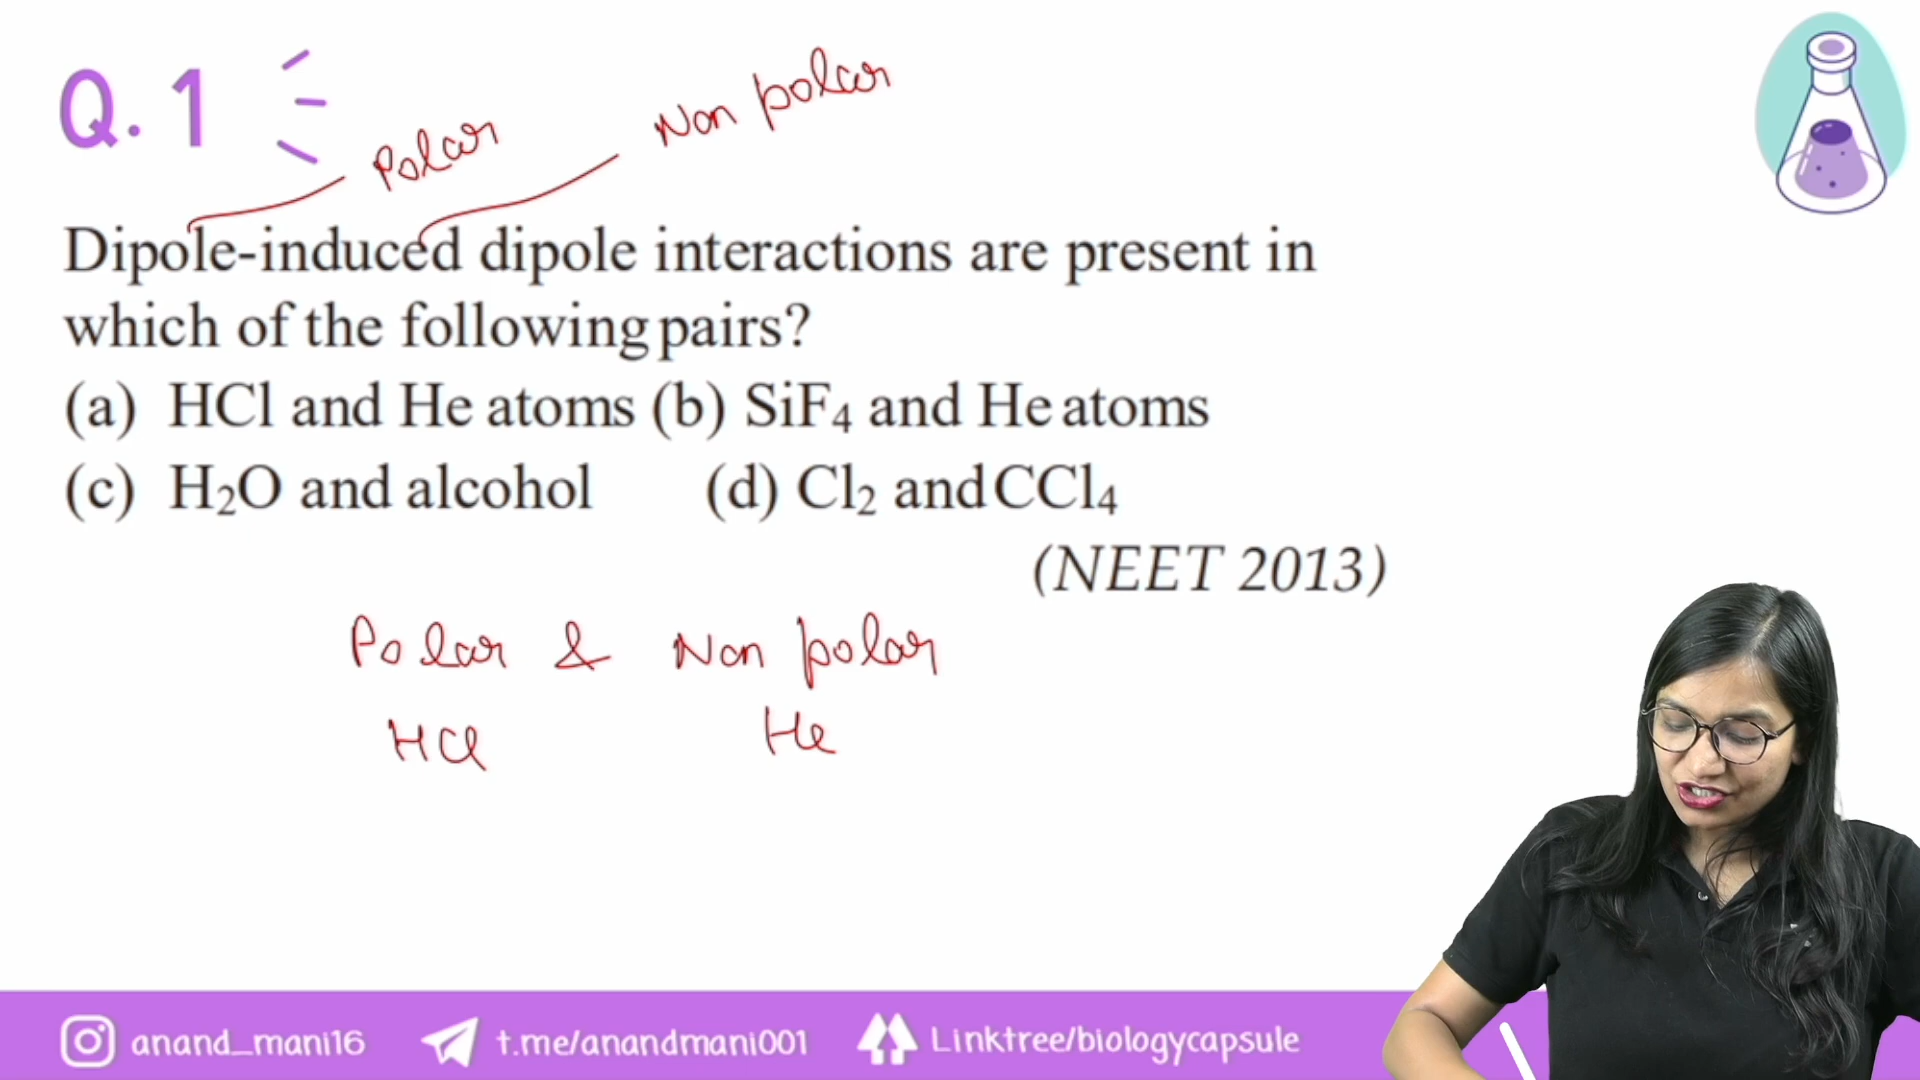 Q. 1
Polar
Non polar
Dipole-induced dipole interactions are present in
which of the following pairs?
(a) HCl and He atoms (b) SiF₄ and He atoms
(c) H₂O and alcohol (d) Cl₂ and CCl₄
(NEET 2013)
Polar & Non polar
HCl He
anand_mani16 t.me/anandmani001 Linktree/biologycapsule